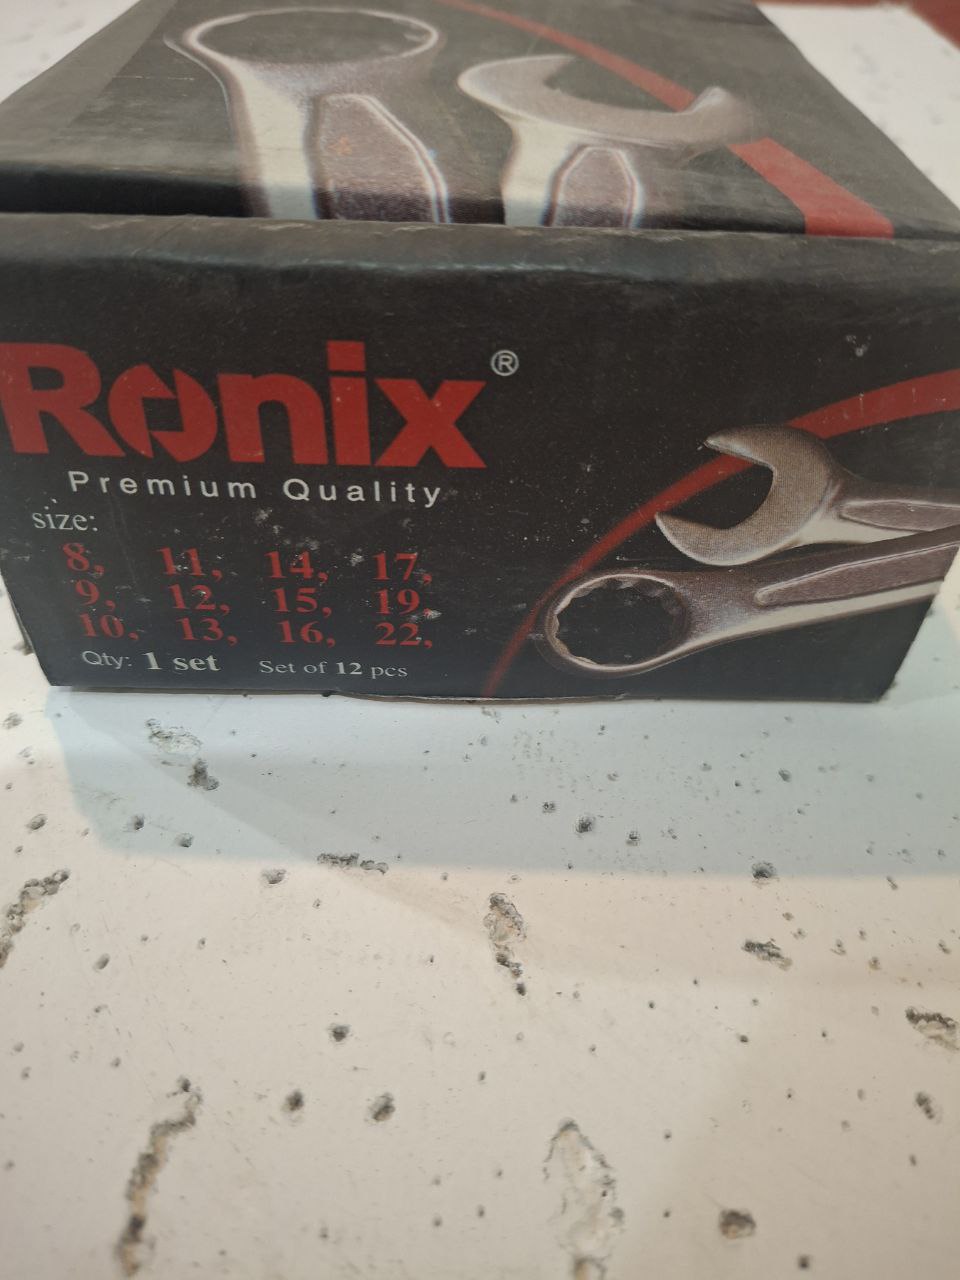 Ronix®
Premium Quality
size:
8, 11, 14, 17,
9, 12, 15, 19,
10, 13, 16, 22,
Qty: 1 set Set of 12 pcs